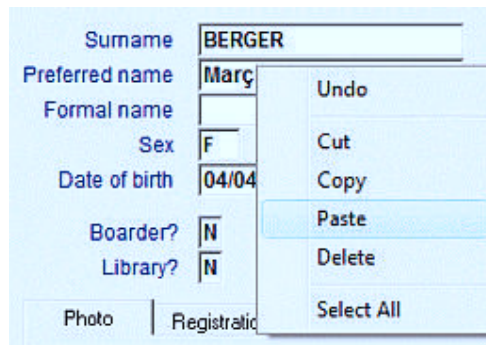 Surname BERGER
Preferred name Març
Undo
Formal name
Sex F
Cut
Date of birth 04/04
Copy
Paste
Boarder? N
Delete
Library? N
Select All
Photo Registratio